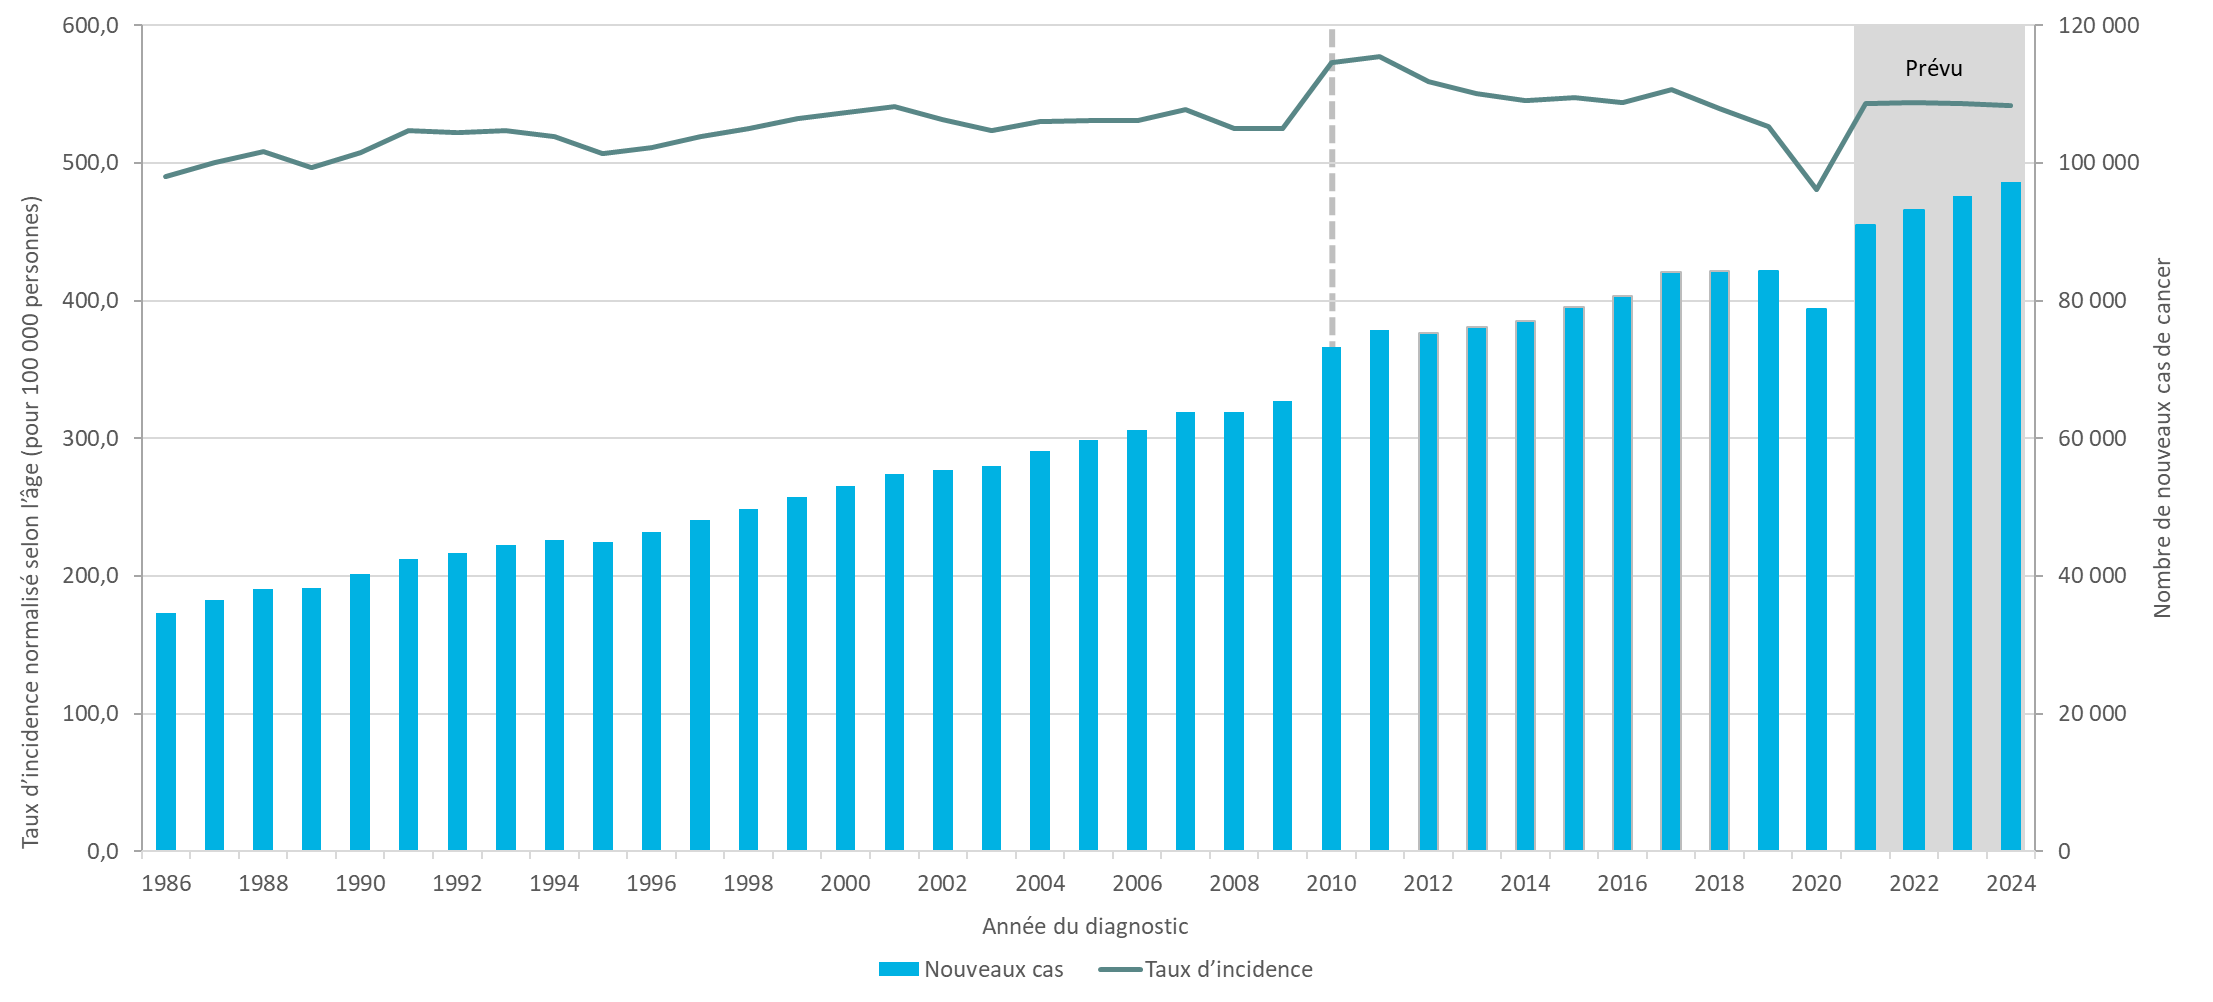 600,0
500,0
400,0
300,0
200,0
100,0
0,0
Taux d’incidence normalisé selon l’âge (pour 100 000 personnes)
Prévu
120 000
100 000
80 000
60 000
40 000
20 000
0
Nombre de nouveaux cas de cancer
1986 1988 1990 1992 1994 1996 1998 2000 2002 2004 2006 2008 2010 2012 2014 2016 2018 2020 2022 2024
Année du diagnostic
Nouveaux cas Taux d’incidence